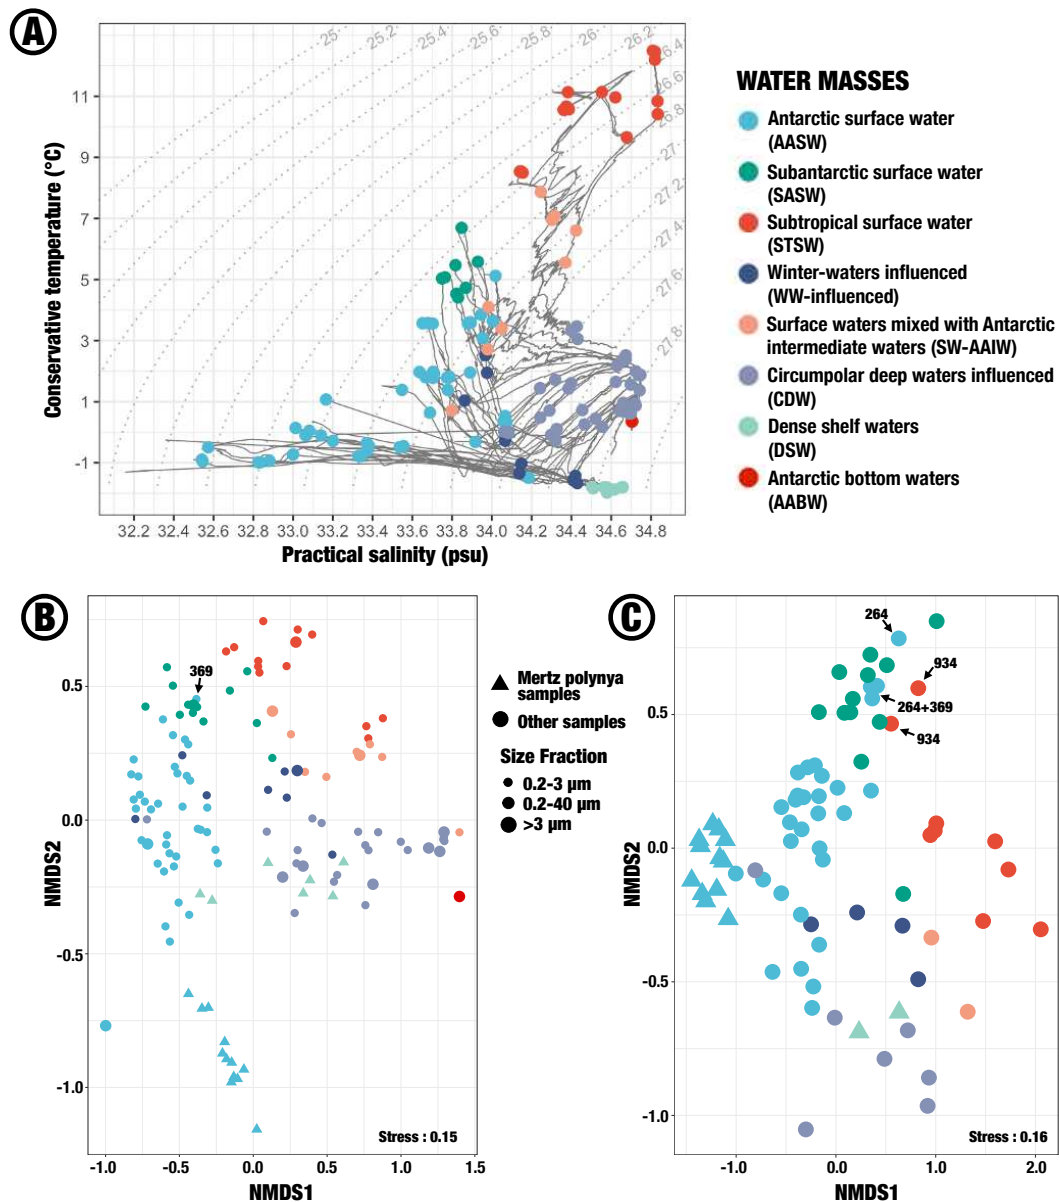 A
25
25.2
25.4
25.6
25.8
26
26.2
26.4
26.6
26.8
27
27.2
27.4
27.6
27.8
11
9
7
5
3
1
-1
Conservative temperature (°C)
32.2 32.4 32.6 32.8 33.0 33.2 33.4 33.6 33.8 34.0 34.2 34.4 34.6 34.8
Practical salinity (psu)
WATER MASSES
Antarctic surface water
(AASW)
Subantarctic surface water
(SASW)
Subtropical surface water
(STSW)
Winter-waters influenced
(WW-influenced)
Surface waters mixed with Antarctic
intermediate waters (SW-AAIW)
Circumpolar deep waters influenced
(CDW)
Dense shelf waters
(DSW)
Antarctic bottom waters
(AABW)
B
369
0.5
0.0
-0.5
-1.0
NMDS2
Stress : 0.15
-1.0 -0.5 0.0 0.5 1.0 1.5
NMDS1
Mertz polynya
samples
Other samples
Size Fraction
0.2-3 µm
0.2-40 µm
>3 µm
C
264
934
264+369
934
0.5
0.0
-0.5
-1.0
NMDS2
Stress : 0.16
-1.0 0.0 1.0 2.0
NMDS1